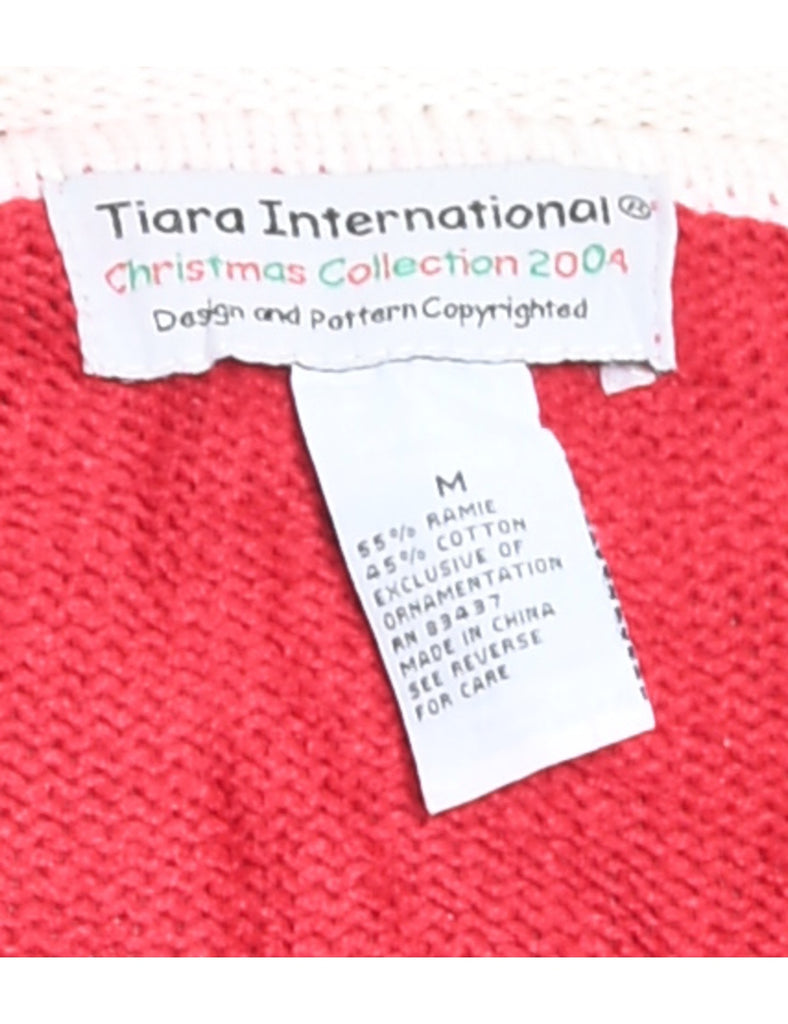 Tiara International®
Christmas Collection 2004
Design and Pattern Copyrighted
M
55% RAMIE
45% COTTON
EXCLUSIVE OF
ORNAMENTATION
RN 83437
MADE IN CHINA
SEE REVERSE
FOR CARE